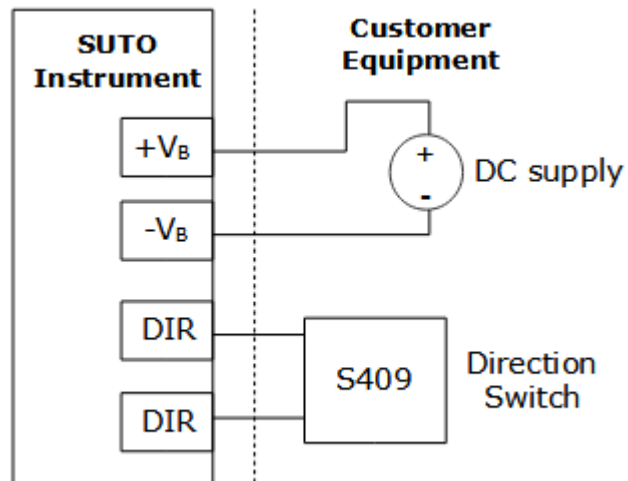 SUTO
Instrument
Customer
Equipment
+VB
+
-
DC supply
-VB
DIR
S409
Direction
Switch
DIR